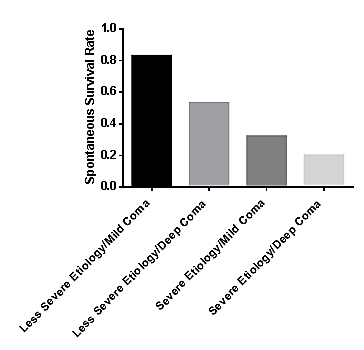 Spontaneous Survival Rate
1.0
0.8
0.6
0.4
0.2
0.0
Less Severe Etiology/Mild Coma
Less Severe Etiology/Deep Coma
Severe Etiology/Mild Coma
Severe Etiology/Deep Coma